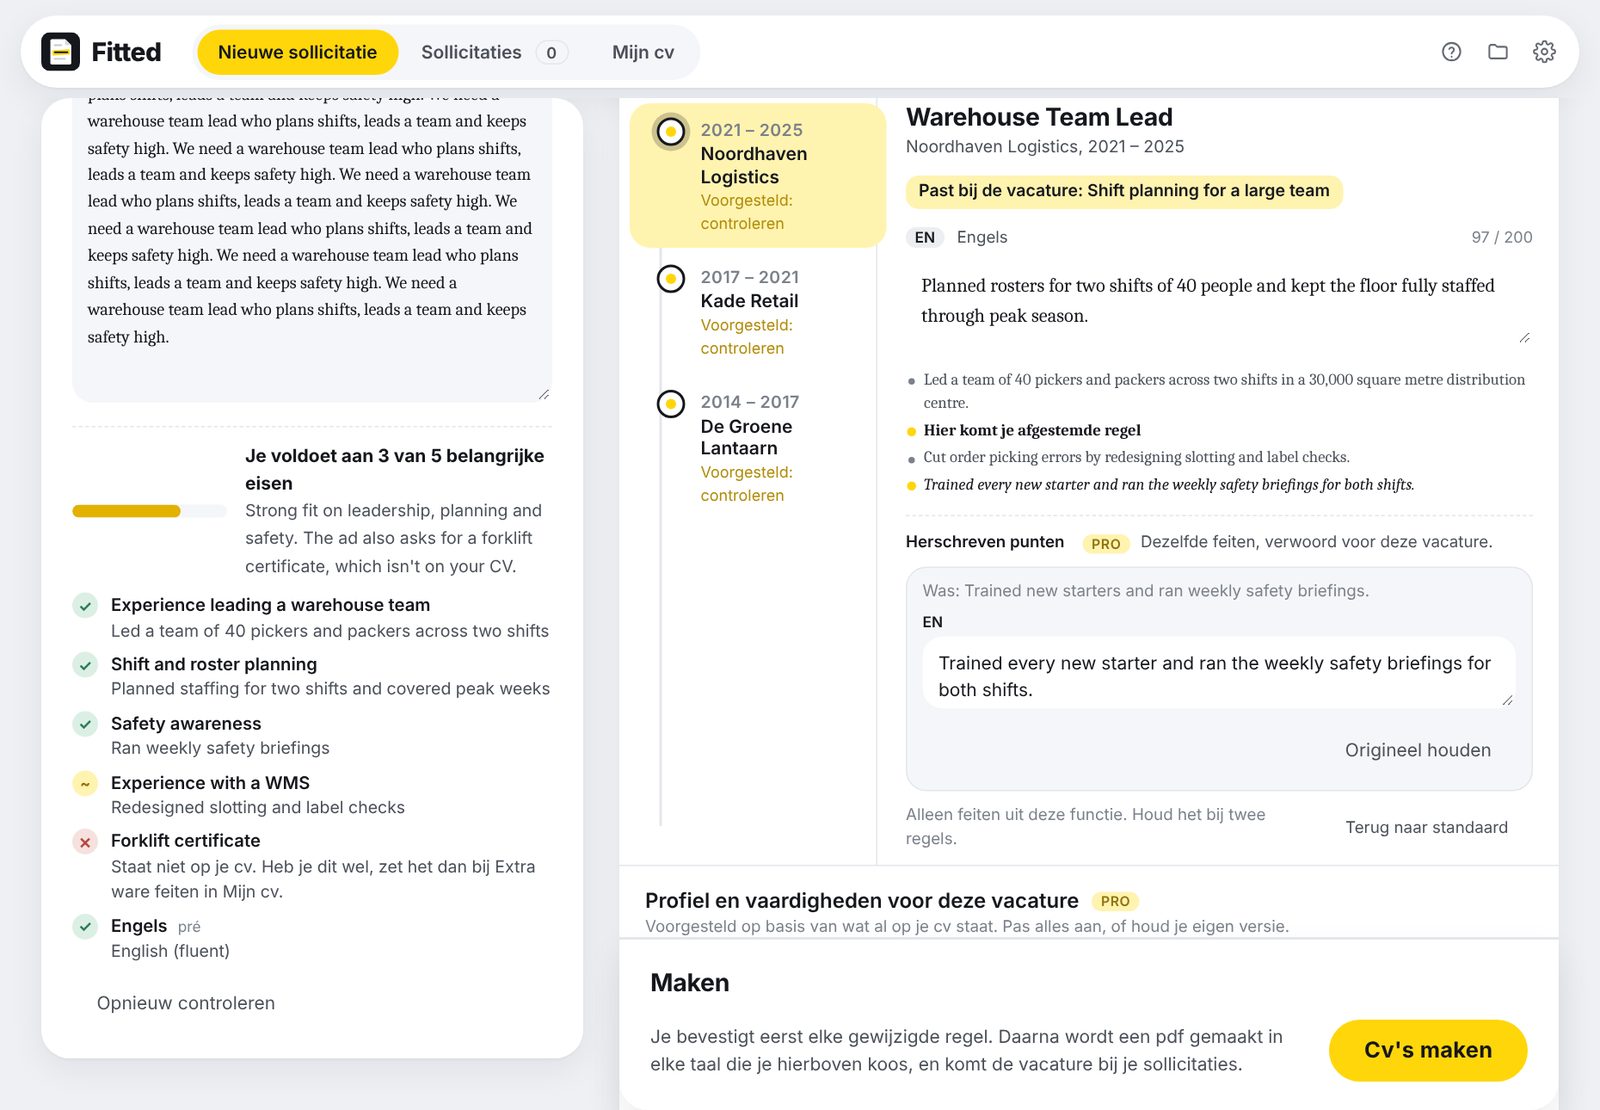 Fitted
Nieuwe sollicitatie
Sollicitaties 0
Mijn cv
plans shifts, leads a team and keeps safety high. We need a
warehouse team lead who plans shifts, leads a team and keeps
safety high. We need a warehouse team lead who plans shifts,
leads a team and keeps safety high. We need a warehouse team
lead who plans shifts, leads a team and keeps safety high. We
need a warehouse team lead who plans shifts, leads a team and
keeps safety high. We need a warehouse team lead who plans
shifts, leads a team and keeps safety high. We need a
warehouse team lead who plans shifts, leads a team and keeps
safety high.
Je voldoet aan 3 van 5 belangrijke
eisen
Strong fit on leadership, planning and
safety. The ad also asks for a forklift
certificate, which isn't on your CV.
Experience leading a warehouse team
Led a team of 40 pickers and packers across two shifts
Shift and roster planning
Planned staffing for two shifts and covered peak weeks
Safety awareness
Ran weekly safety briefings
~ Experience with a WMS
Redesigned slotting and label checks
Forklift certificate
Staat niet op je cv. Heb je dit wel, zet het dan bij Extra
ware feiten in Mijn cv.
Engels pré
English (fluent)
Opnieuw controleren
2021 – 2025
Noordhaven
Logistics
Voorgesteld:
controleren
2017 – 2021
Kade Retail
Voorgesteld:
controleren
2014 – 2017
De Groene
Lantaarn
Voorgesteld:
controleren
Warehouse Team Lead
Noordhaven Logistics, 2021 – 2025
Past bij de vacature: Shift planning for a large team
EN Engels 97 / 200
Planned rosters for two shifts of 40 people and kept the floor fully staffed
through peak season.
Led a team of 40 pickers and packers across two shifts in a 30,000 square metre distribution
centre.
Hier komt je afgestemde regel
Cut order picking errors by redesigning slotting and label checks.
Trained every new starter and ran the weekly safety briefings for both shifts.
Herschreven punten PRO Dezelfde feiten, verwoord voor deze vacature.
Was: Trained new starters and ran weekly safety briefings.
EN
Trained every new starter and ran the weekly safety briefings for
both shifts.
Origineel houden
Alleen feiten uit deze functie. Houd het bij twee
regels.
Terug naar standaard
Profiel en vaardigheden voor deze vacature PRO
Voorgesteld op basis van wat al op je cv staat. Pas alles aan, of houd je eigen versie.
Maken
Je bevestigt eerst elke gewijzigde regel. Daarna wordt een pdf gemaakt in
elke taal die je hierboven koos, en komt de vacature bij je sollicitaties.
Cv's maken